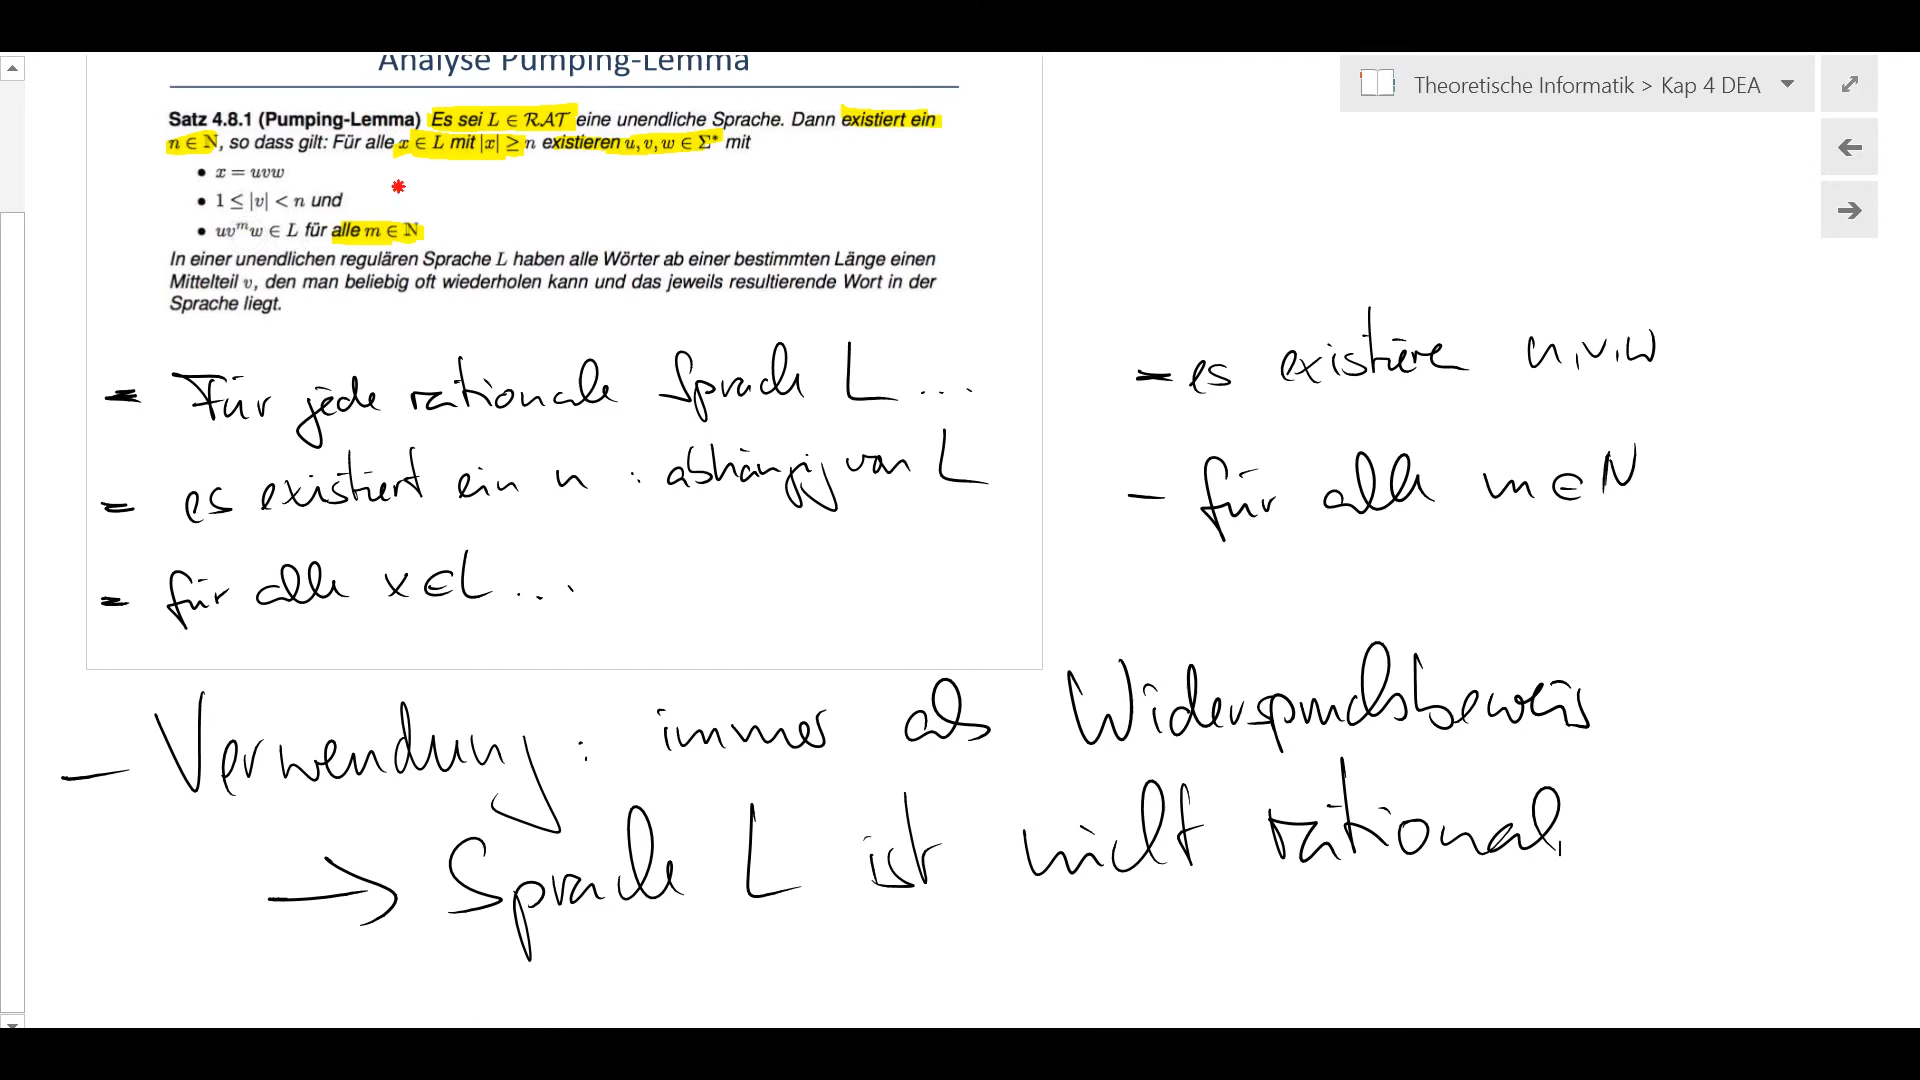 Analyse Pumping-Lemma
Theoretische Informatik > Kap 4 DEA
Satz 4.8.1 (Pumping-Lemma) Es sei L ∈ RAT eine unendliche Sprache. Dann existiert ein
n ∈ ℕ, so dass gilt: Für alle x ∈ L mit |x| ≥ n existieren u, v, w ∈ Σ* mit
• x = uvw
• 1 ≤ |v| < n und
• uvᵐw ∈ L für alle m ∈ ℕ
In einer unendlichen regulären Sprache L haben alle Wörter ab einer bestimmten Länge einen
Mittelteil v, den man beliebig oft wiederholen kann und das jeweils resultierende Wort in der
Sprache liegt.
- Für jede rationale Sprache L ...
- es existiert ein n : abhängig von L
- für alle x ∈ L ...
- es existiere u,v,w
- für alle m ∈ N
- Verwendung : immer als Widerspruchsbeweis
→ Sprache L ist nicht rational